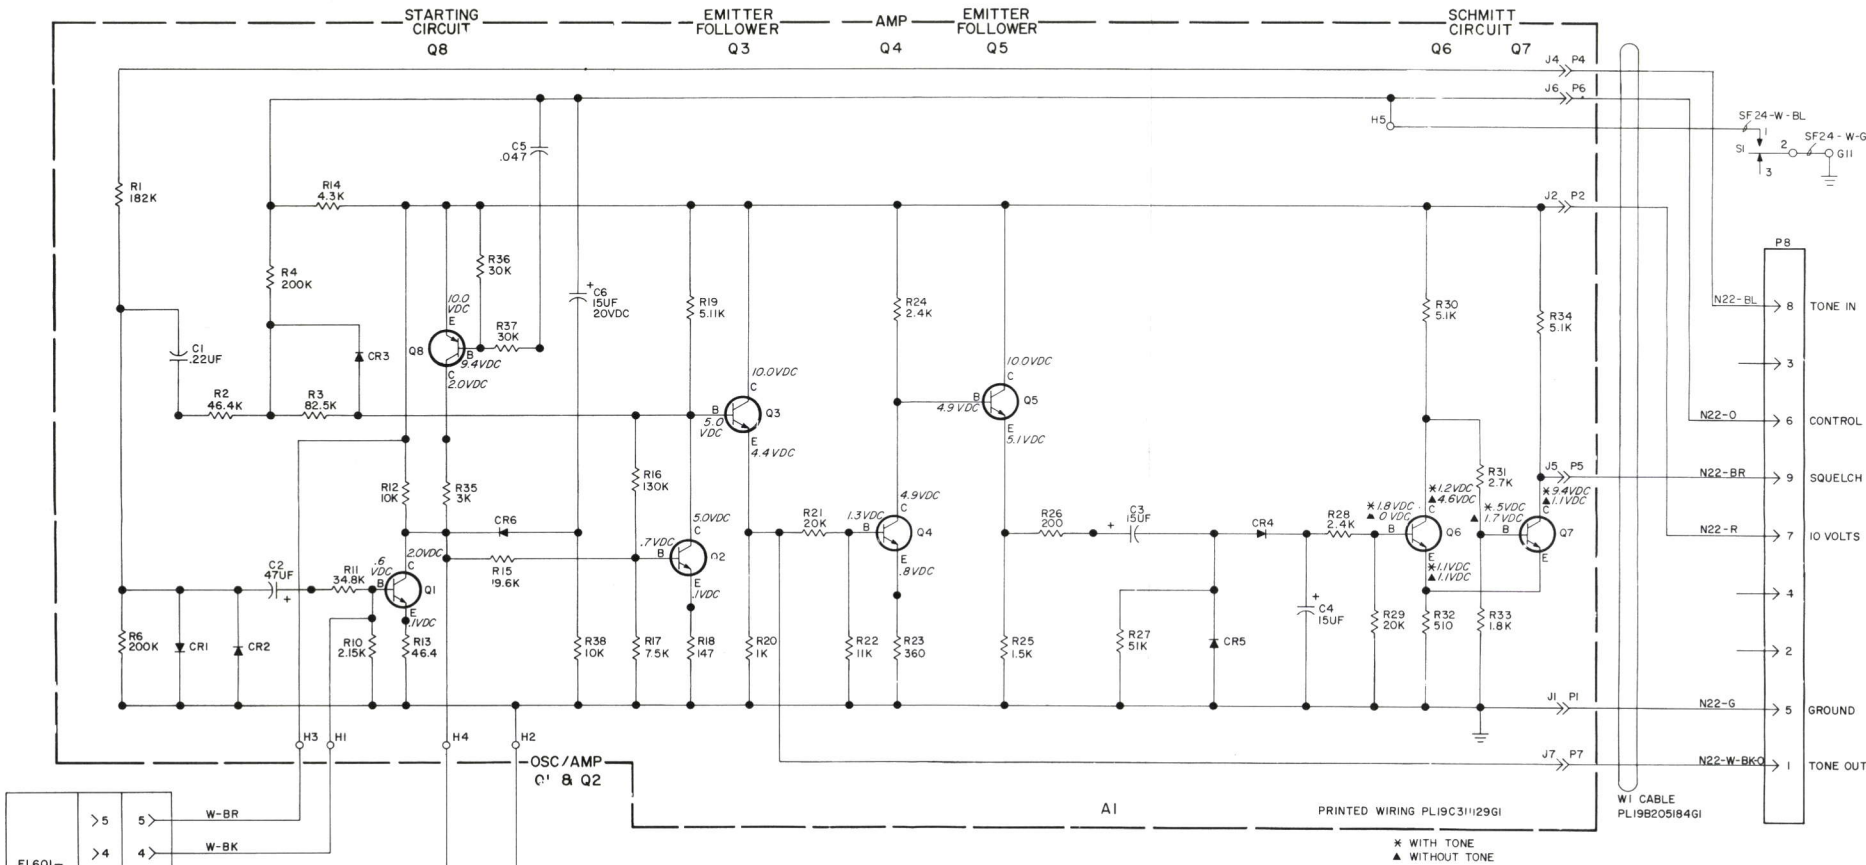 STARTING
CIRCUIT
Q8
EMITTER
FOLLOWER
Q3
AMP
Q4
EMITTER
FOLLOWER
Q5
SCHMITT
CIRCUIT
Q6 Q7
J4 P4
J6 P6
H5
SF24-W-BL
1
S1
2
3
SF24-W-G
G11
J2 P2
R1
182K
R14
4.3K
C5
.047
R4
200K
R36
30K
10.0
VDC
E
Q8
B
9.4VDC
C
2.0VDC
R37
30K
C6
+
15UF
20VDC
R19
5.11K
R24
2.4K
R30
5.1K
R34
5.1K
C1
.22UF
CR3
R2
46.4K
R3
82.5K
10.0VDC
C
B
Q3
5.0
VDC
E
4.4VDC
10.0VDC
C
B
Q5
4.9VDC
E
5.1VDC
R12
10K
R35
3K
R16
130K
R31
2.7K
J5 P5
CR6
R15
19.6K
5.0VDC
C
.7VDC
B
Q2
E
.1VDC
R21
20K
4.9VDC
C
1.3VDC
B
Q4
E
.8VDC
R26
200
C3
15UF
+
CR4
R28
2.4K
* 1.8VDC
▲ 0VDC
B
* 1.2VDC
▲ 4.6VDC
C
Q6
E
* 1.1VDC
▲ 1.1VDC
* .5VDC
▲ 1.7VDC
B
* 9.4VDC
▲ 1.1VDC
C
Q7
E
C2
47UF
+
R11
34.8K
.6
VDC
B
2.0VDC
C
Q1
E
.1VDC
R6
200K
CR1
CR2
R10
2.15K
R13
46.4
R38
10K
R17
7.5K
R18
147
R20
1K
R22
11K
R23
360
R25
1.5K
R27
51K
CR5
+
C4
15UF
R29
20K
R32
510
R33
1.8K
J1 P1
J7 P7
H3 H1 H4 H2
OSC/AMP
Q1 & Q2
A1
PRINTED WIRING PL19C311129G1
* WITH TONE
▲ WITHOUT TONE
W1 CABLE
PL19B205184G1
P8
N22-BL 8 TONE IN
3
N22-O 6 CONTROL
N22-BR 9 SQUELCH
N22-R 7 10 VOLTS
4
2
N22-G 5 GROUND
N22-W-BK-O 1 TONE OUT
5 5 W-BR
4 4 W-BK
FL601-